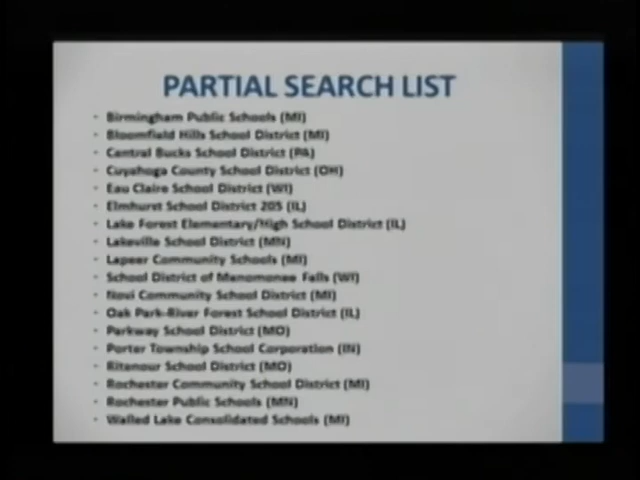 PARTIAL SEARCH LIST
• Birmingham Public Schools (MI)
• Bloomfield Hills School District (MI)
• Central Bucks School District (PA)
• Cuyahoga County School District (OH)
• Eau Claire School District (WI)
• Elmhurst School District 205 (IL)
• Lake Forest Elementary/High School District (IL)
• Lakeville School District (MN)
• Lapeer Community Schools (MI)
• School District of Menomonee Falls (WI)
• Novi Community School District (MI)
• Oak Park-River Forest School District (IL)
• Parkway School District (MO)
• Porter Township School Corporation (IN)
• Ritenour School District (MO)
• Rochester Community School District (MI)
• Rochester Public Schools (MN)
• Walled Lake Consolidated Schools (MI)